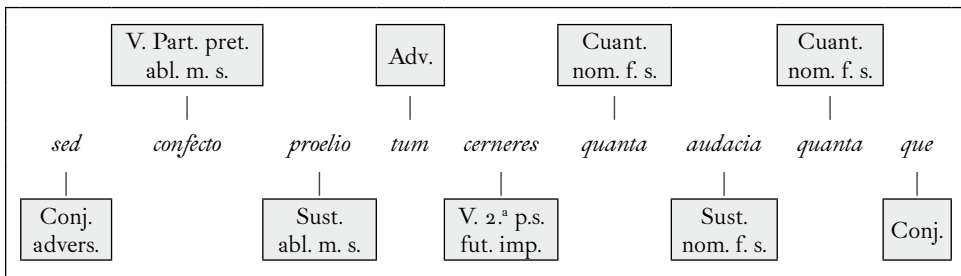 V. Part. pret. abl. m. s.
Adv.
Cuant. nom. f. s.
Cuant. nom. f. s.
sed confecto proelio tum cerneres quanta audacia quanta que
Conj. advers.
Sust. abl. m. s.
V. 2.ª p.s. fut. imp.
Sust. nom. f. s.
Conj.